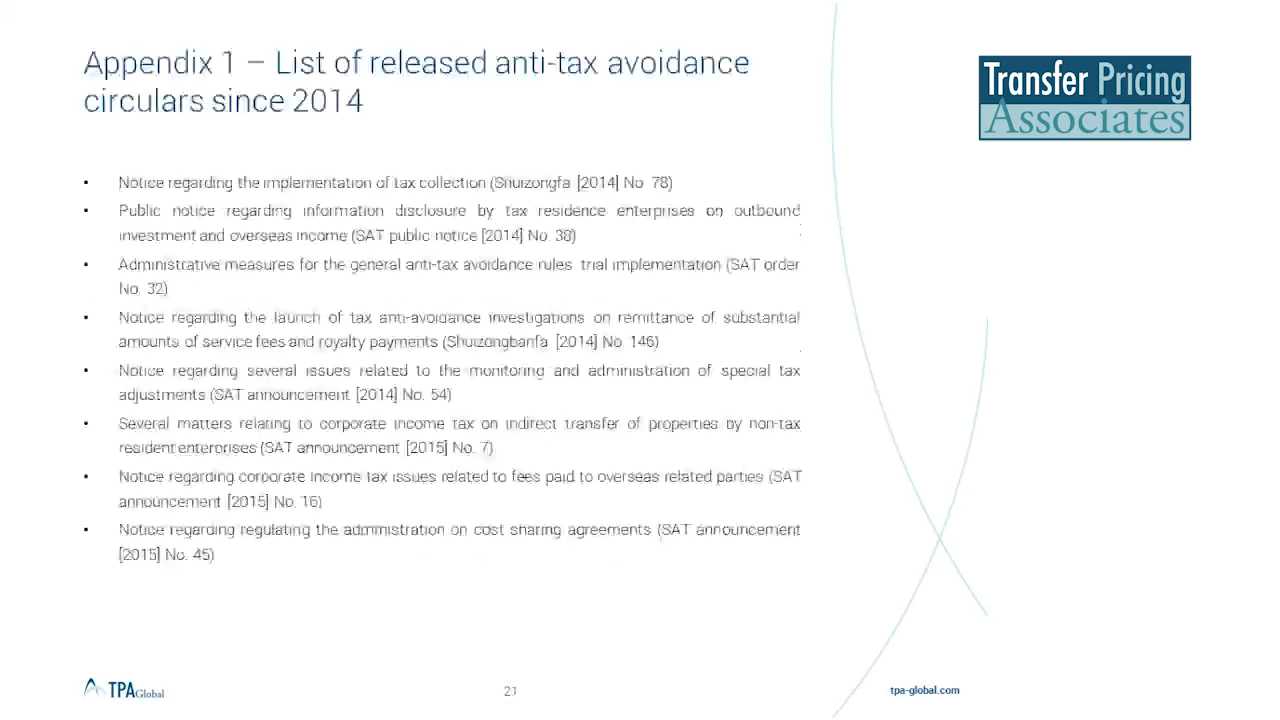 Appendix 1 – List of released anti-tax avoidance
circulars since 2014
Transfer Pricing
Associates
• Notice regarding the implementation of tax collection (Shuizongfa [2014] No. 78)
• Public notice regarding information disclosure by tax residence enterprises on outbound
investment and overseas income (SAT public notice [2014] No. 38)
• Administrative measures for the general anti-tax avoidance rules trial implementation (SAT order
No. 32)
• Notice regarding the launch of tax anti-avoidance investigations on remittance of substantial
amounts of service fees and royalty payments (Shuizongbanfa [2014] No. 146)
• Notice regarding several issues related to the monitoring and administration of special tax
adjustments (SAT announcement [2014] No. 54)
• Several matters relating to corporate income tax on indirect transfer of properties by non-tax
resident enterprises (SAT announcement [2015] No. 7)
• Notice regarding corporate income tax issues related to fees paid to overseas related parties (SAT
announcement [2015] No. 16)
• Notice regarding regulating the administration on cost sharing agreements (SAT announcement
[2015] No. 45)
TPA Global
21
tpa-global.com